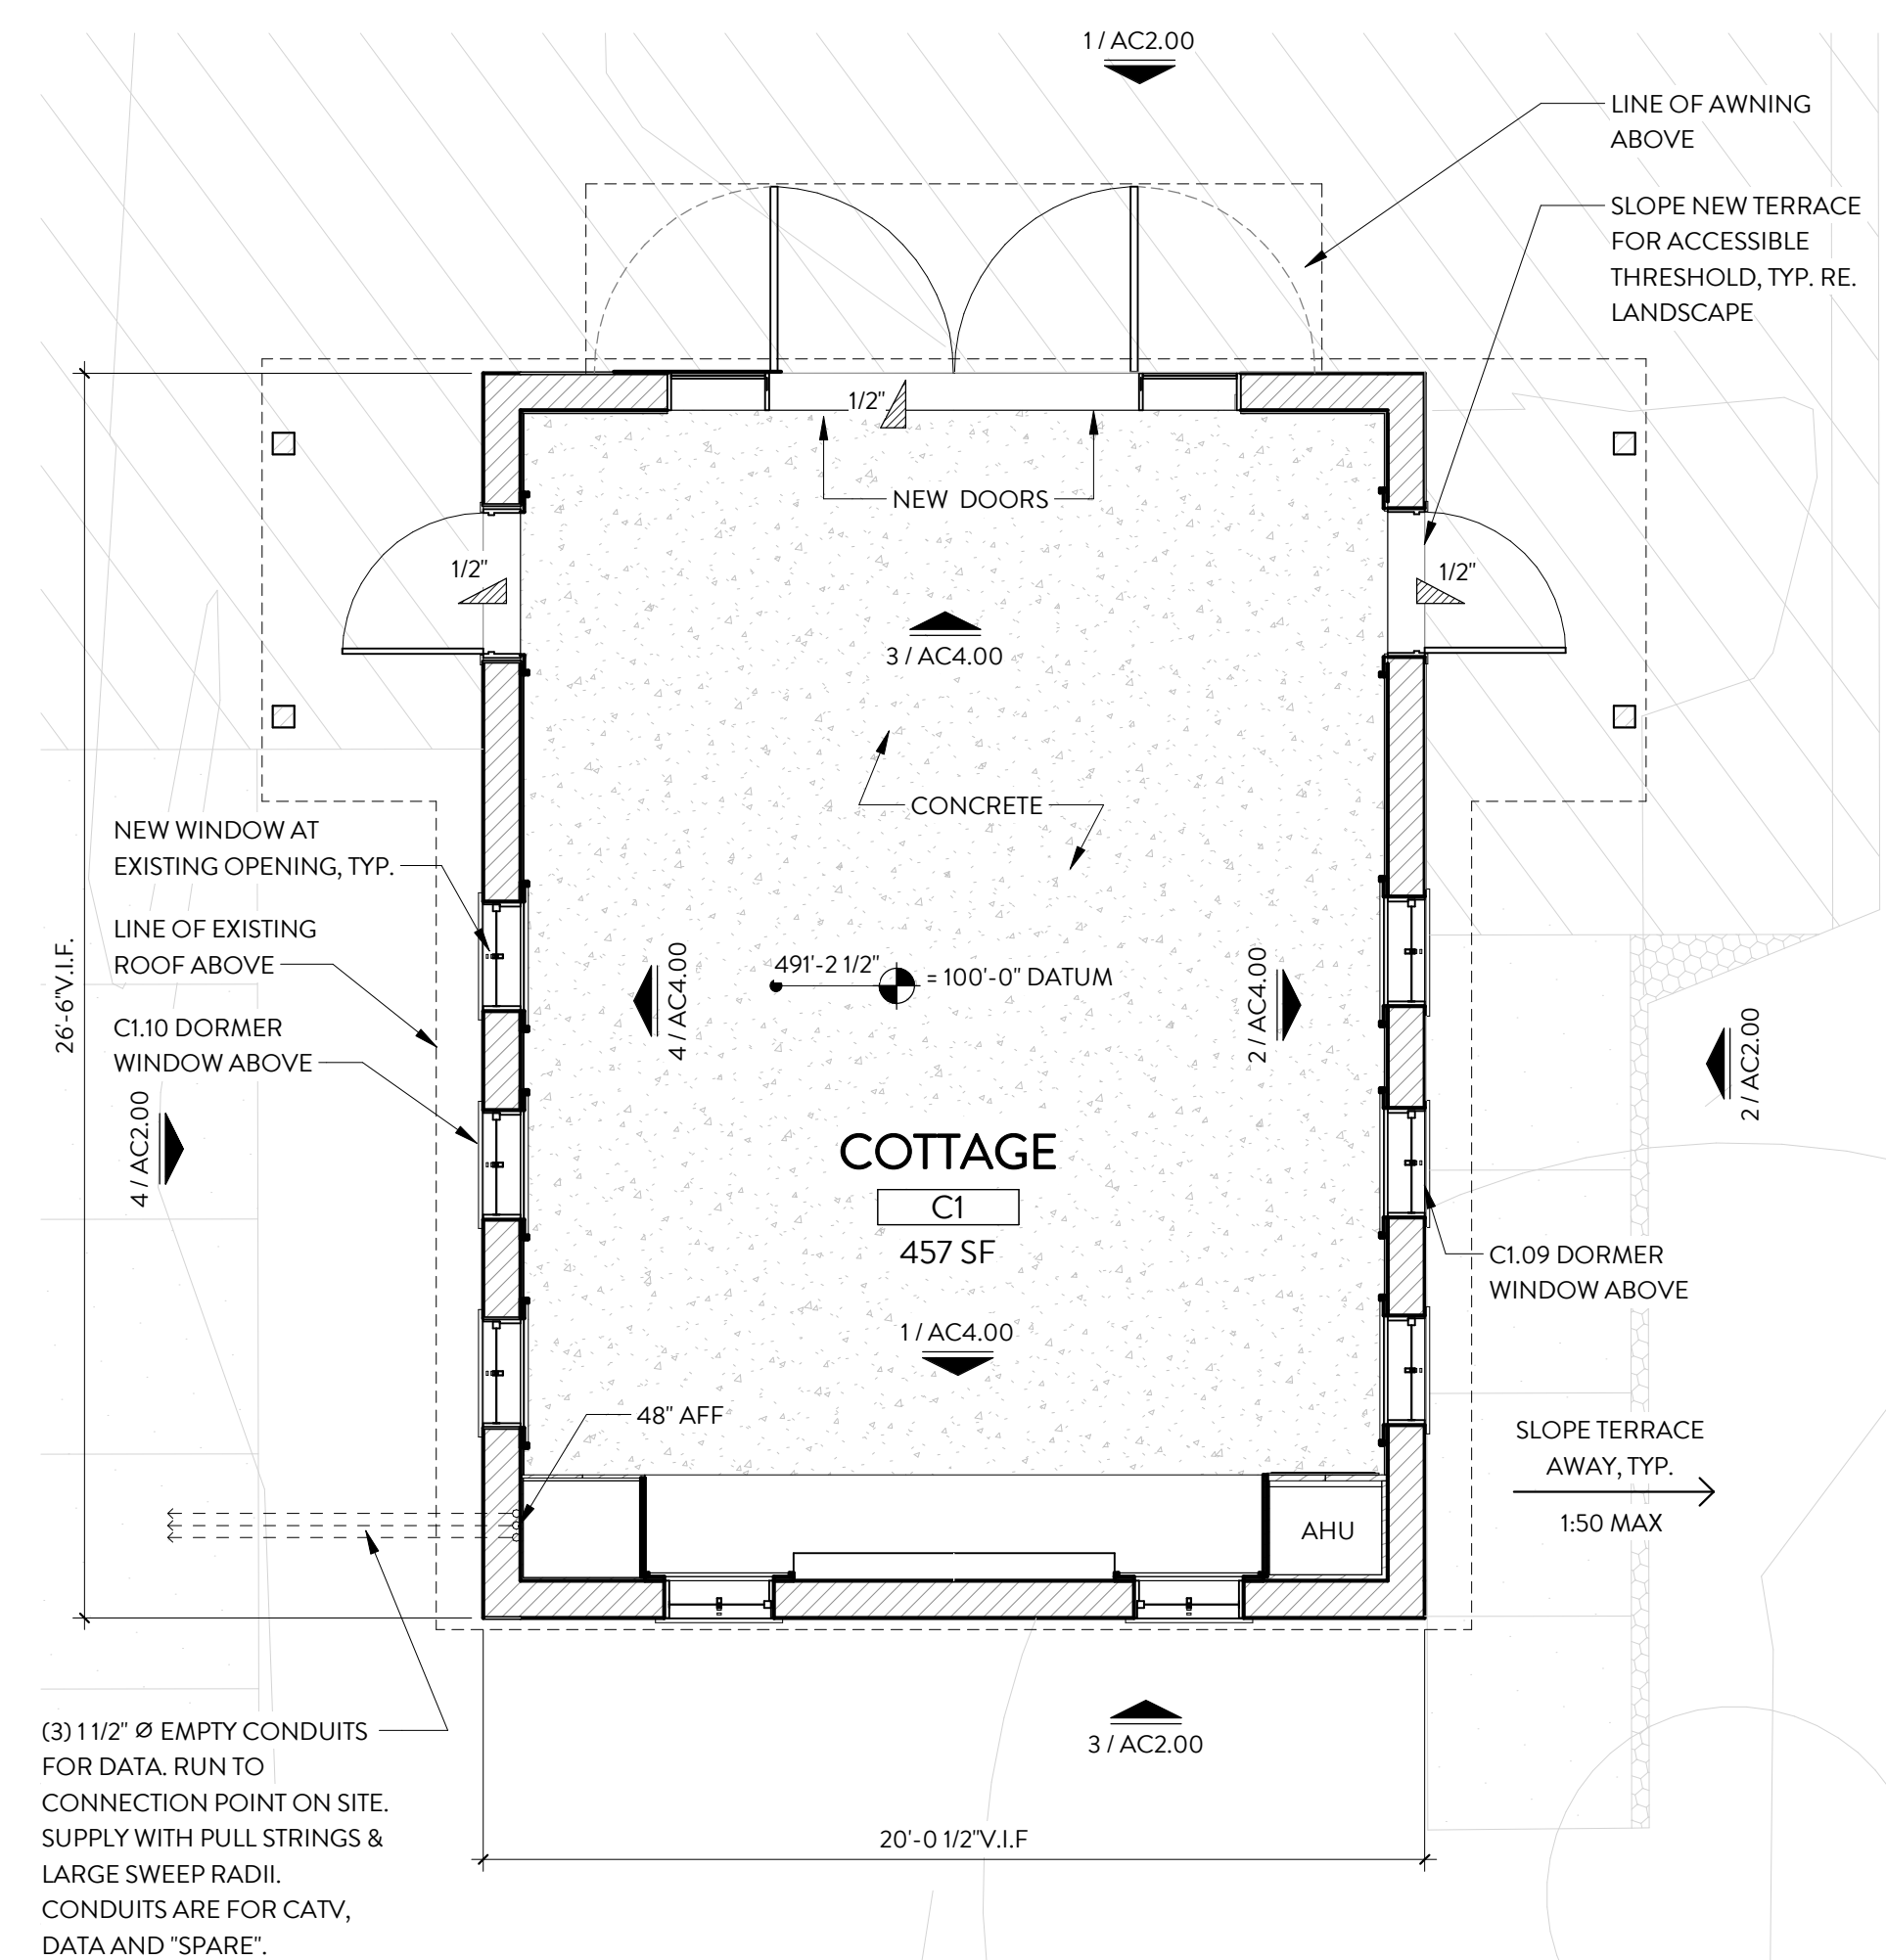 1 / AC2.00
LINE OF AWNING
ABOVE
SLOPE NEW TERRACE
FOR ACCESSIBLE
THRESHOLD, TYP. RE.
LANDSCAPE
1/2"
NEW DOORS
1/2"
1/2"
3 / AC4.00
CONCRETE
NEW WINDOW AT
EXISTING OPENING, TYP.
LINE OF EXISTING
ROOF ABOVE
C1.10 DORMER
WINDOW ABOVE
26'-6"V.I.F.
4 / AC2.00
4 / AC4.00
491'-2 1/2"
= 100'-0" DATUM
2 / AC4.00
2 / AC2.00
COTTAGE
C1
457 SF
C1.09 DORMER
WINDOW ABOVE
1 / AC4.00
48" AFF
SLOPE TERRACE
AWAY, TYP.
1:50 MAX
AHU
(3) 1 1/2" Ø EMPTY CONDUITS
FOR DATA. RUN TO
CONNECTION POINT ON SITE.
SUPPLY WITH PULL STRINGS &
LARGE SWEEP RADII.
CONDUITS ARE FOR CATV,
DATA AND "SPARE".
3 / AC2.00
20'-0 1/2"V.I.F